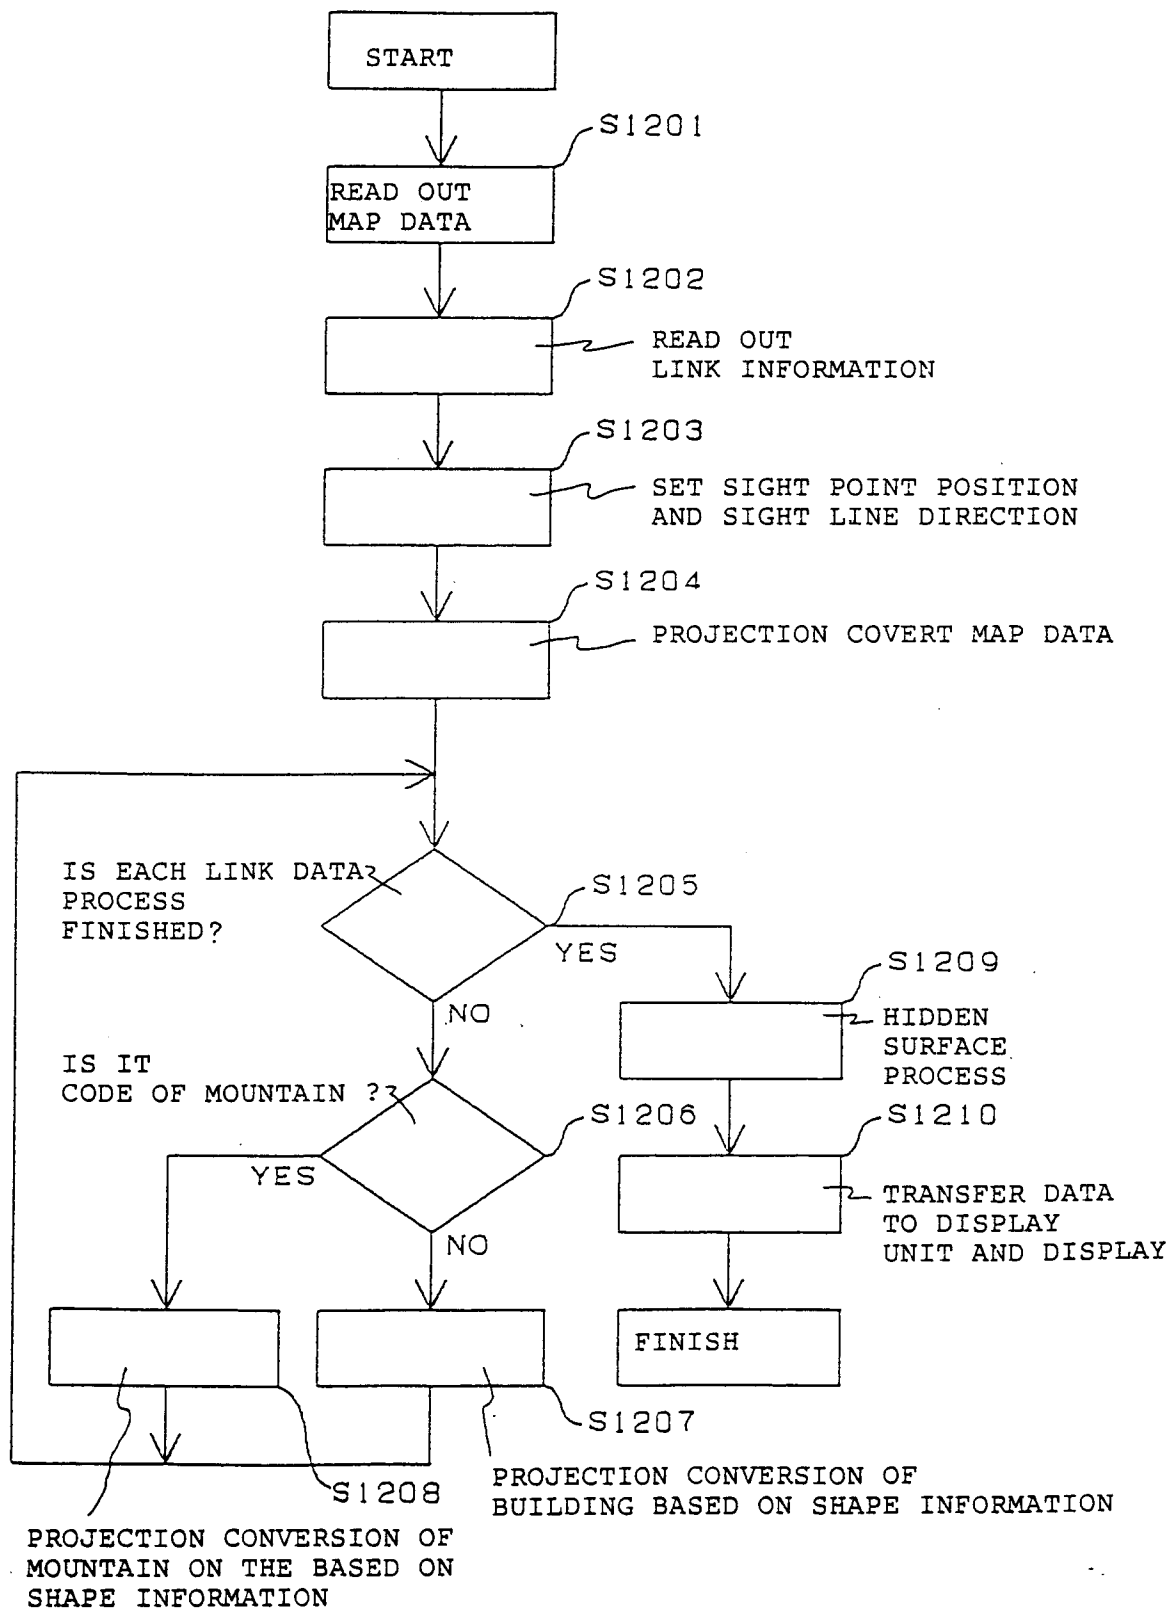 START
S1201
READ OUT
MAP DATA
S1202
READ OUT
LINK INFORMATION
S1203
SET SIGHT POINT POSITION
AND SIGHT LINE DIRECTION
S1204
PROJECTION COVERT MAP DATA
IS EACH LINK DATA
PROCESS
FINISHED?
S1205
YES
NO
S1209
HIDDEN
SURFACE
PROCESS
IS IT
CODE OF MOUNTAIN ?
S1206
YES
NO
S1210
TRANSFER DATA
TO DISPLAY
UNIT AND DISPLAY
FINISH
S1207
S1208
PROJECTION CONVERSION OF
BUILDING BASED ON SHAPE INFORMATION
PROJECTION CONVERSION OF
MOUNTAIN ON THE BASED ON
SHAPE INFORMATION